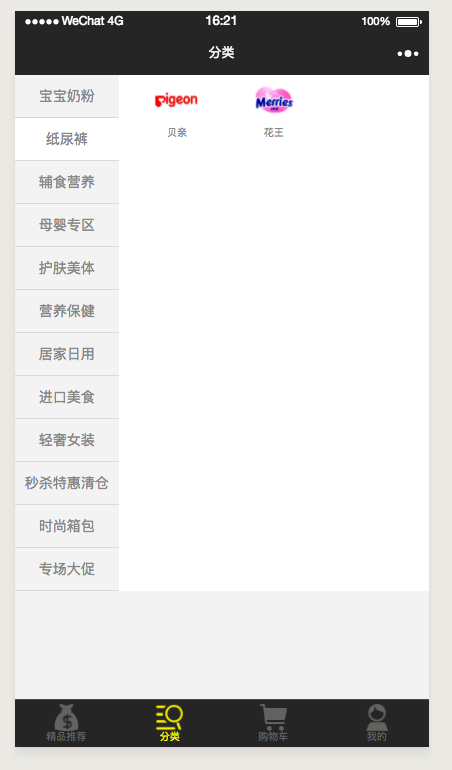 WeChat 4G 16:21 100%
分类
宝宝奶粉
纸尿裤
辅食营养
母婴专区
护肤美体
营养保健
居家日用
进口美食
轻奢女装
秒杀特惠清仓
时尚箱包
专场大促
Pigeon Merries
贝亲 花王
精品推荐 分类 购物车 我的